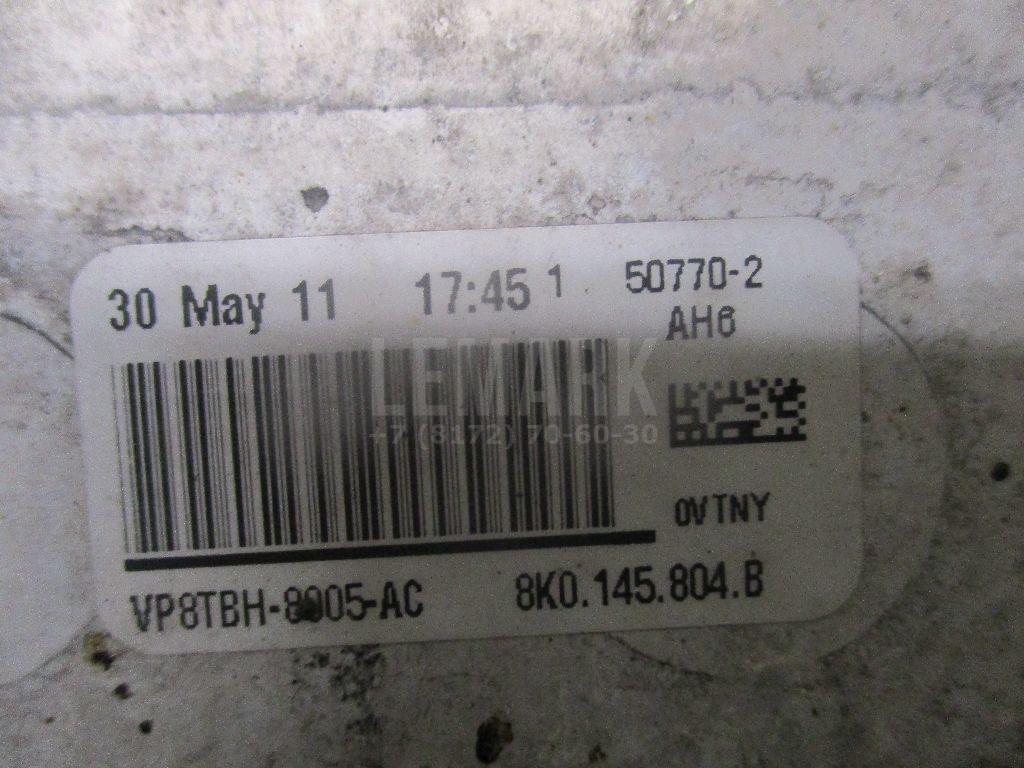 30 May 11 17:45 1 50770-2
AH6
LEMARK
+7 (8172) 70-60-30
0VTNY
VP8TBH-8005-AC 8K0.145.804.B